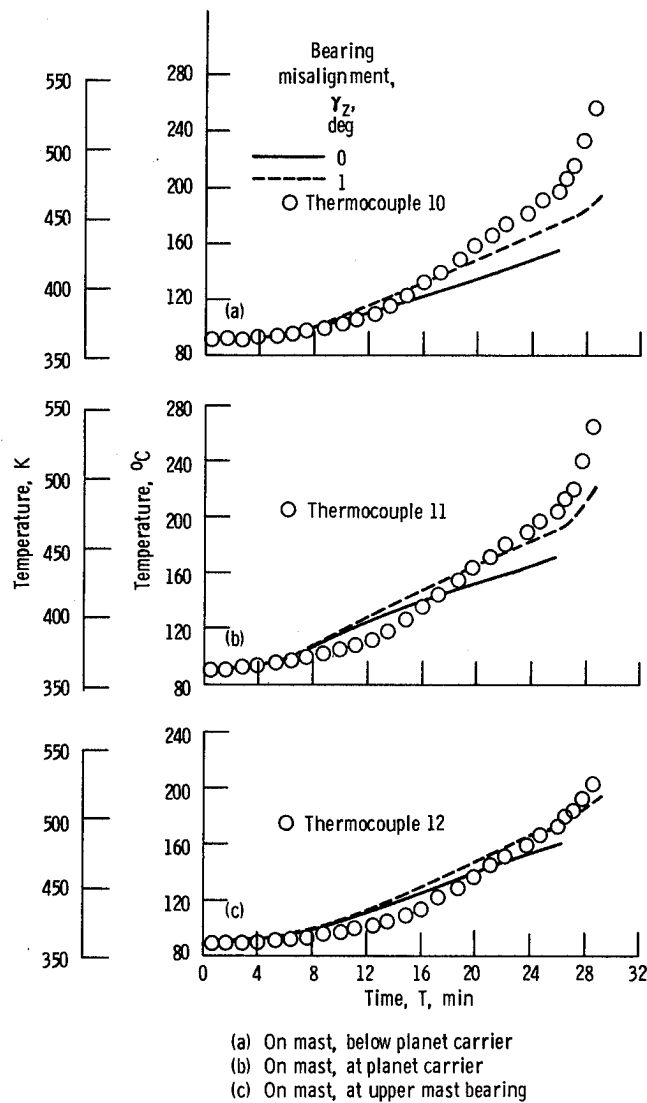 Bearing
misalignment,
γz,
deg
0
1
Thermocouple 10
550
500
450
400
350
280
240
200
160
120
80
(a)
Thermocouple 11
550
500
450
400
350
280
240
200
160
120
80
(b)
Temperature, K
Temperature, °C
Thermocouple 12
550
500
450
400
350
240
200
160
120
80
(c)
0 4 8 12 16 20 24 28 32
Time, T, min
(a) On mast, below planet carrier
(b) On mast, at planet carrier
(c) On mast, at upper mast bearing